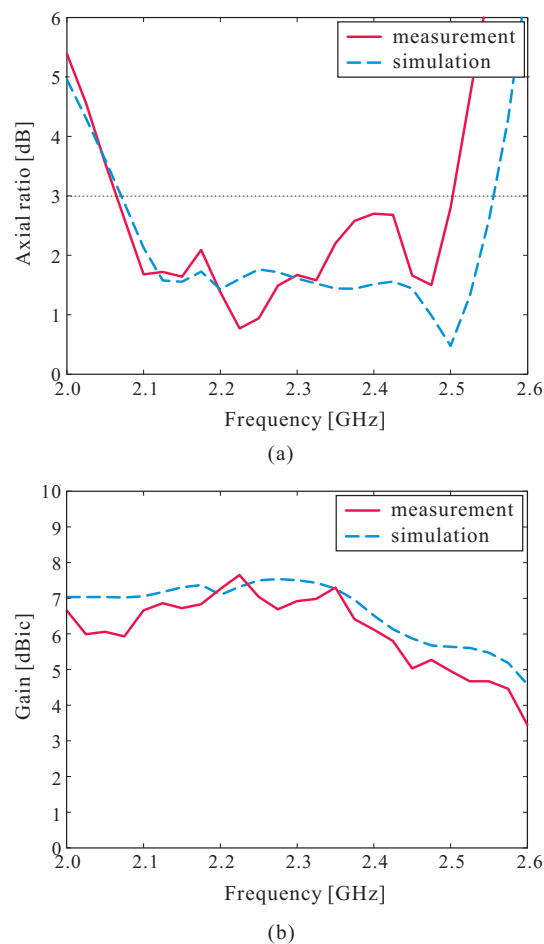 6
5
4
3
2
1
0
Axial ratio [dB]
measurement
simulation
2.0 2.1 2.2 2.3 2.4 2.5 2.6
Frequency [GHz]
(a)
10
9
8
7
6
5
4
3
2
1
0
Gain [dBic]
measurement
simulation
2.0 2.1 2.2 2.3 2.4 2.5 2.6
Frequency [GHz]
(b)